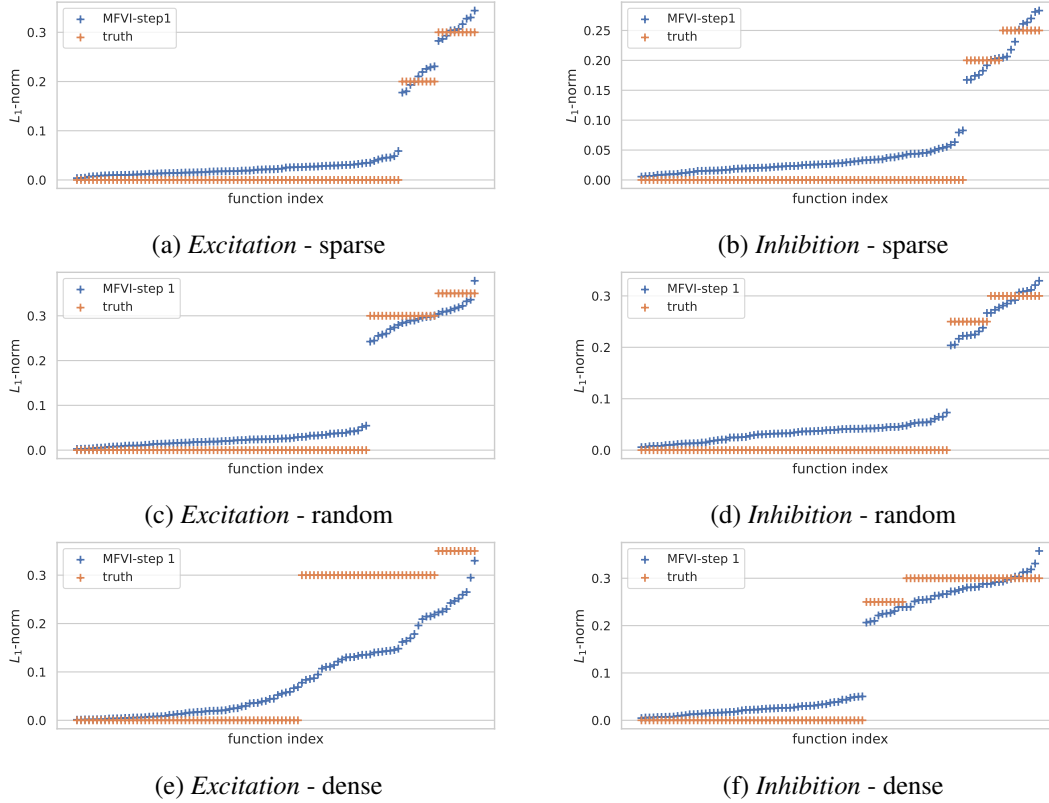 MFVI-step1
truth
L1-norm
0.3
0.2
0.1
0.0
function index
(a) Excitation - sparse
MFVI-step1
truth
L1-norm
0.25
0.20
0.15
0.10
0.05
0.00
function index
(b) Inhibition - sparse
MFVI-step 1
truth
L1-norm
0.3
0.2
0.1
0.0
function index
(c) Excitation - random
MFVI-step 1
truth
L1-norm
0.3
0.2
0.1
0.0
function index
(d) Inhibition - random
MFVI-step 1
truth
L1-norm
0.3
0.2
0.1
0.0
function index
(e) Excitation - dense
MFVI-step 1
truth
L1-norm
0.3
0.2
0.1
0.0
function index
(f) Inhibition - dense